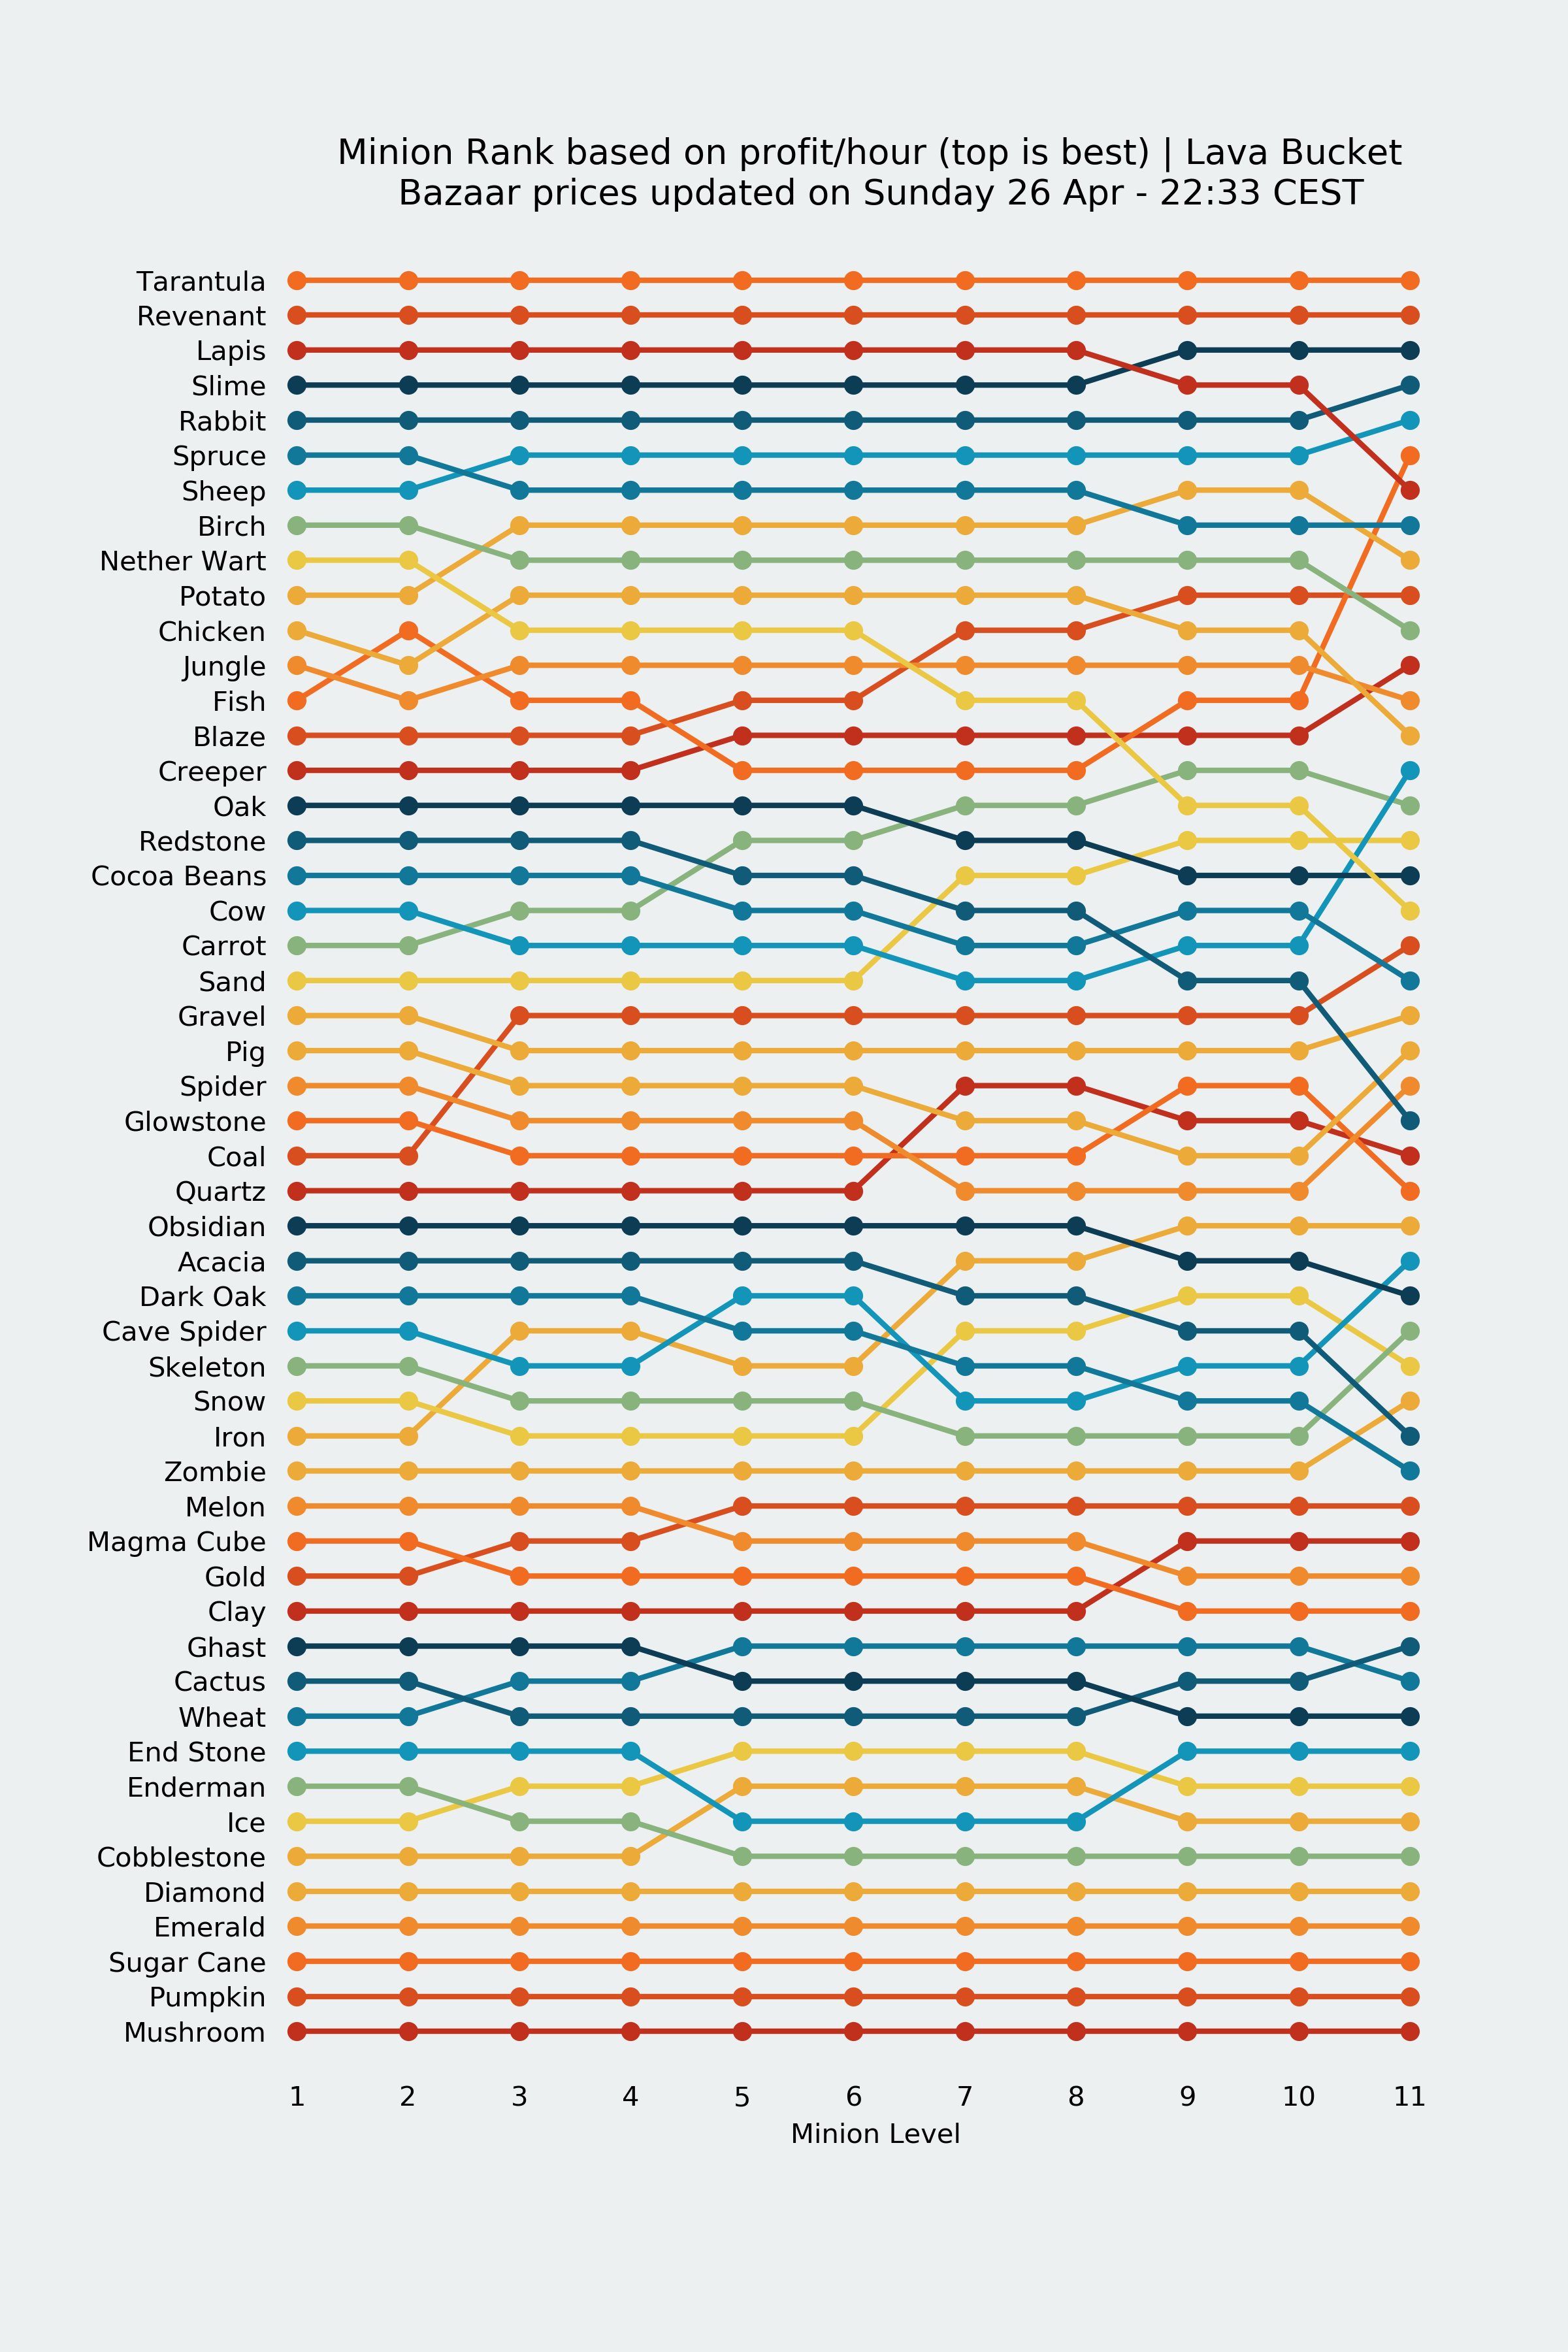 Minion Rank based on profit/hour (top is best) | Lava Bucket
Bazaar prices updated on Sunday 26 Apr - 22:33 CEST
Tarantula
Revenant
Lapis
Slime
Rabbit
Spruce
Sheep
Birch
Nether Wart
Potato
Chicken
Jungle
Fish
Blaze
Creeper
Oak
Redstone
Cocoa Beans
Cow
Carrot
Sand
Gravel
Pig
Spider
Glowstone
Coal
Quartz
Obsidian
Acacia
Dark Oak
Cave Spider
Skeleton
Snow
Iron
Zombie
Melon
Magma Cube
Gold
Clay
Ghast
Cactus
Wheat
End Stone
Enderman
Ice
Cobblestone
Diamond
Emerald
Sugar Cane
Pumpkin
Mushroom
1 2 3 4 5 6 7 8 9 10 11
Minion Level